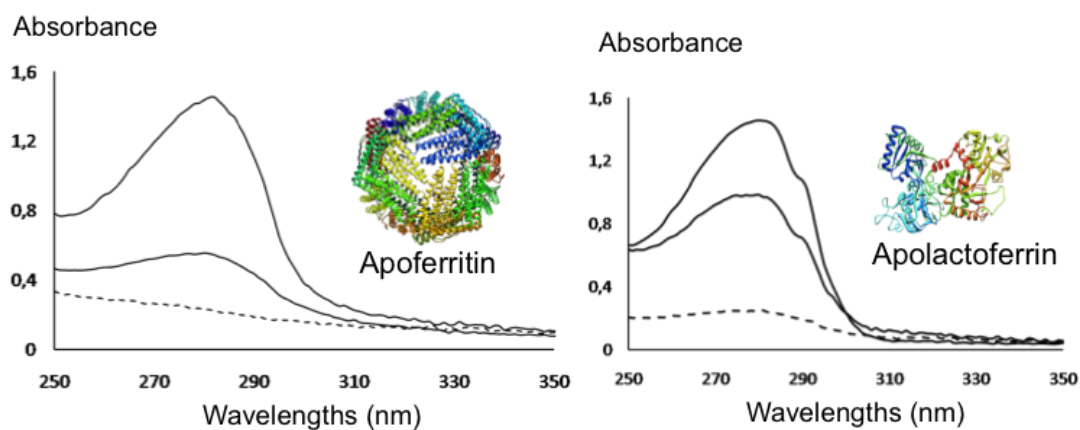 Absorbance
1,6
1,2
0,8
0,4
0
250 270 290 310 330 350
Wavelengths (nm)
Apoferritin
Absorbance
1,6
1,2
0,8
0,4
0
250 270 290 310 330 350
Wavelengths (nm)
Apolactoferrin